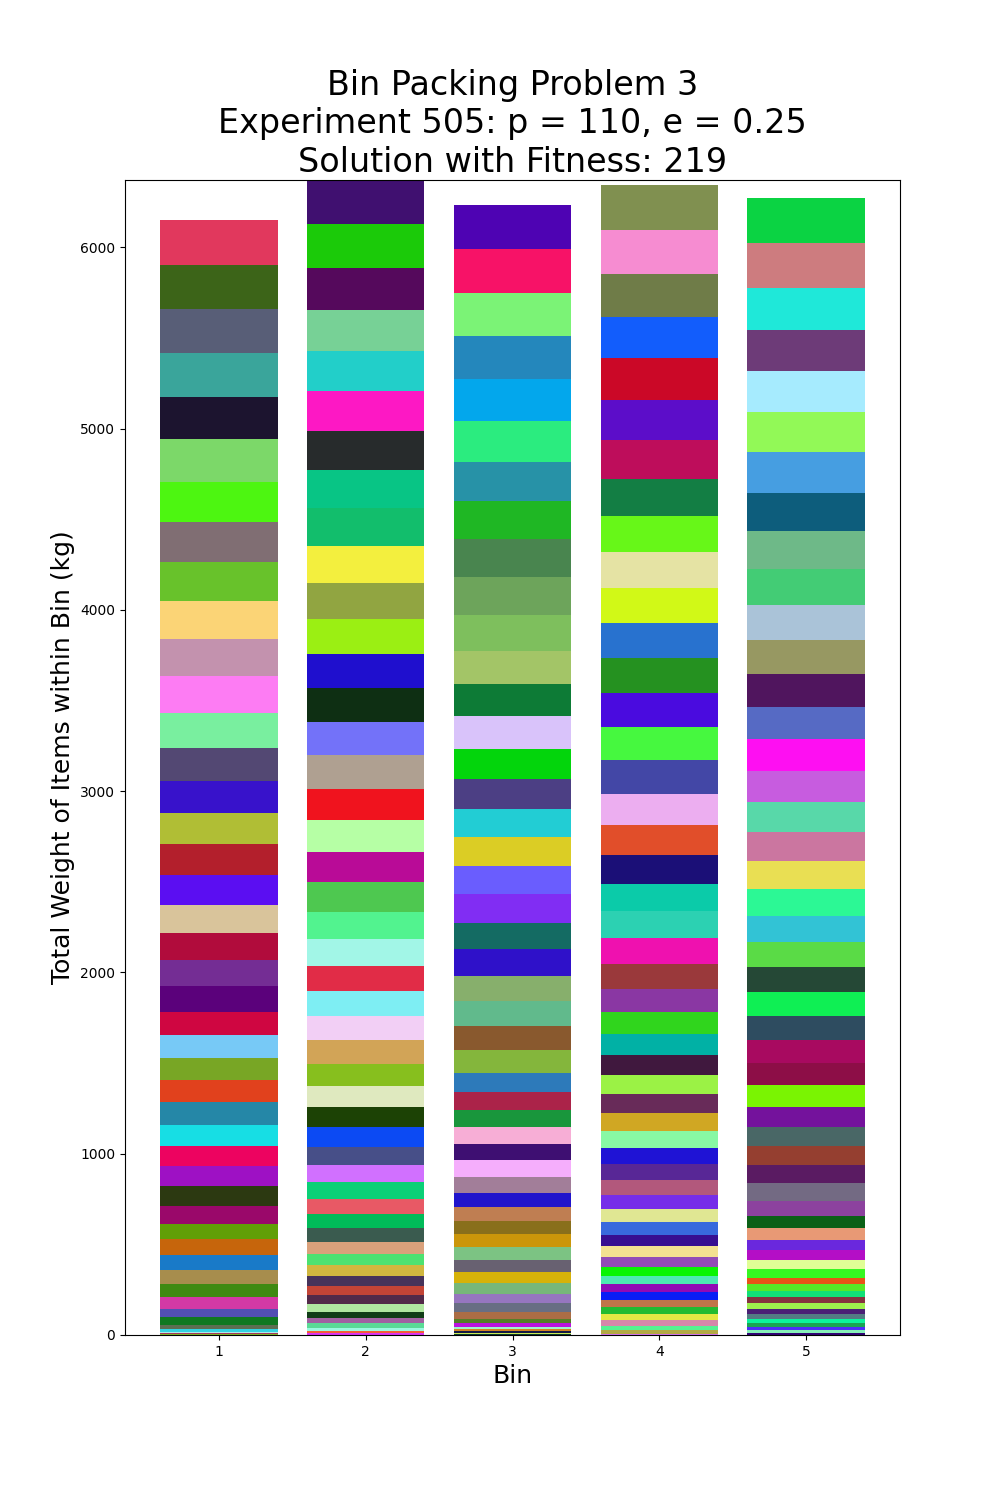 Bin Packing Problem 3
Experiment 505: p = 110, e = 0.25
Solution with Fitness: 219
Total Weight of Items within Bin (kg)
6000
5000
4000
3000
2000
1000
0
1 2 3 4 5
Bin